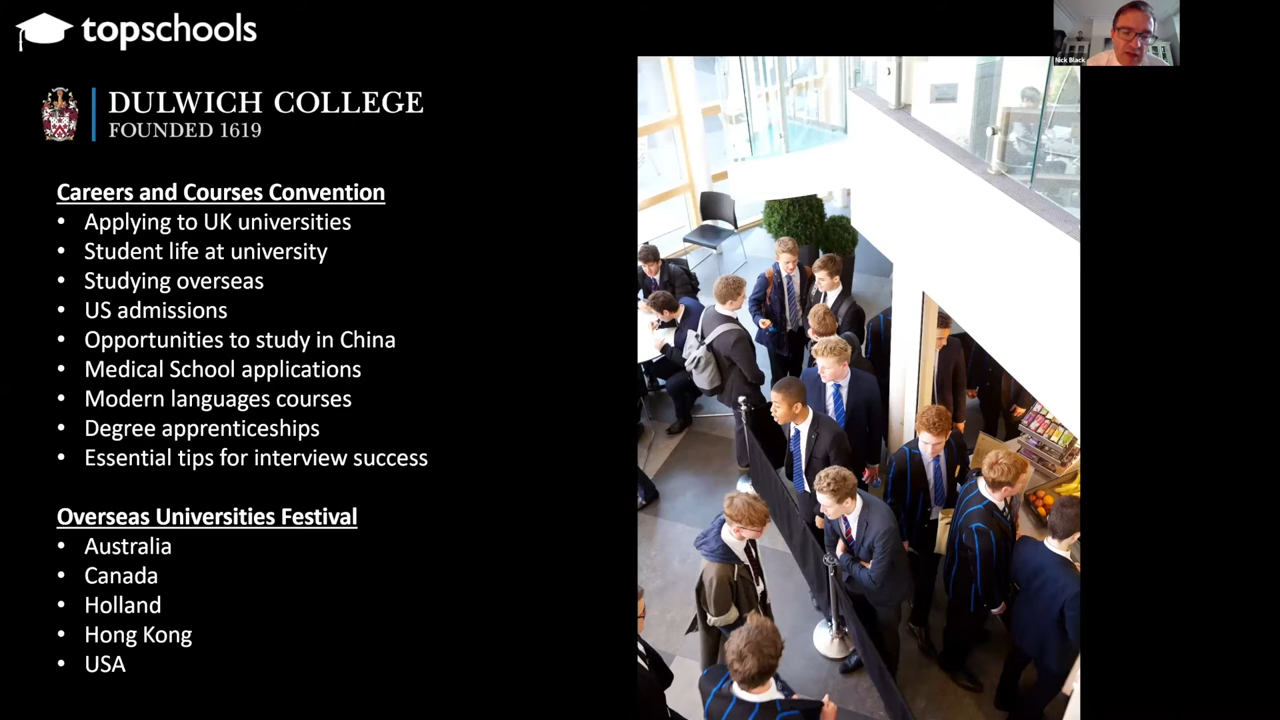 topschools
Nick Black
DULWICH COLLEGE
FOUNDED 1619
Careers and Courses Convention
• Applying to UK universities
• Student life at university
• Studying overseas
• US admissions
• Opportunities to study in China
• Medical School applications
• Modern languages courses
• Degree apprenticeships
• Essential tips for interview success
Overseas Universities Festival
• Australia
• Canada
• Holland
• Hong Kong
• USA